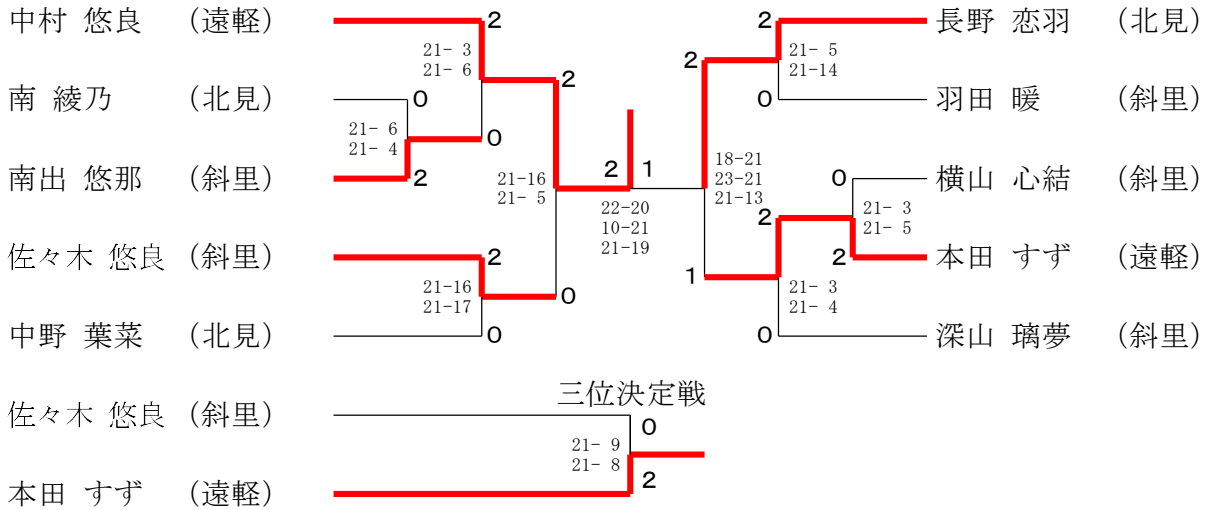 中村 悠良 （遠軽） 2 2 長野 恋羽 （北見）
21- 3 21- 5
21- 6 2 2 21-14
南 綾乃 （北見） 0 0 羽田 暖 （斜里）
21- 6
21- 4 0
南出 悠那 （斜里） 2 21-16 2 1 18-21 0 横山 心結 （斜里）
21- 5 22-20 23-21
10-21 21-13 2 21- 3
21-19 21- 5
佐々木 悠良 （斜里） 2 2 本田 すず （遠軽）
21-16 0 1 21- 3
21-17 21- 4
中野 葉菜 （北見） 0 0 深山 璃夢 （斜里）
三位決定戦
佐々木 悠良 （斜里） 0
21- 9
21- 8
本田 すず （遠軽） 2